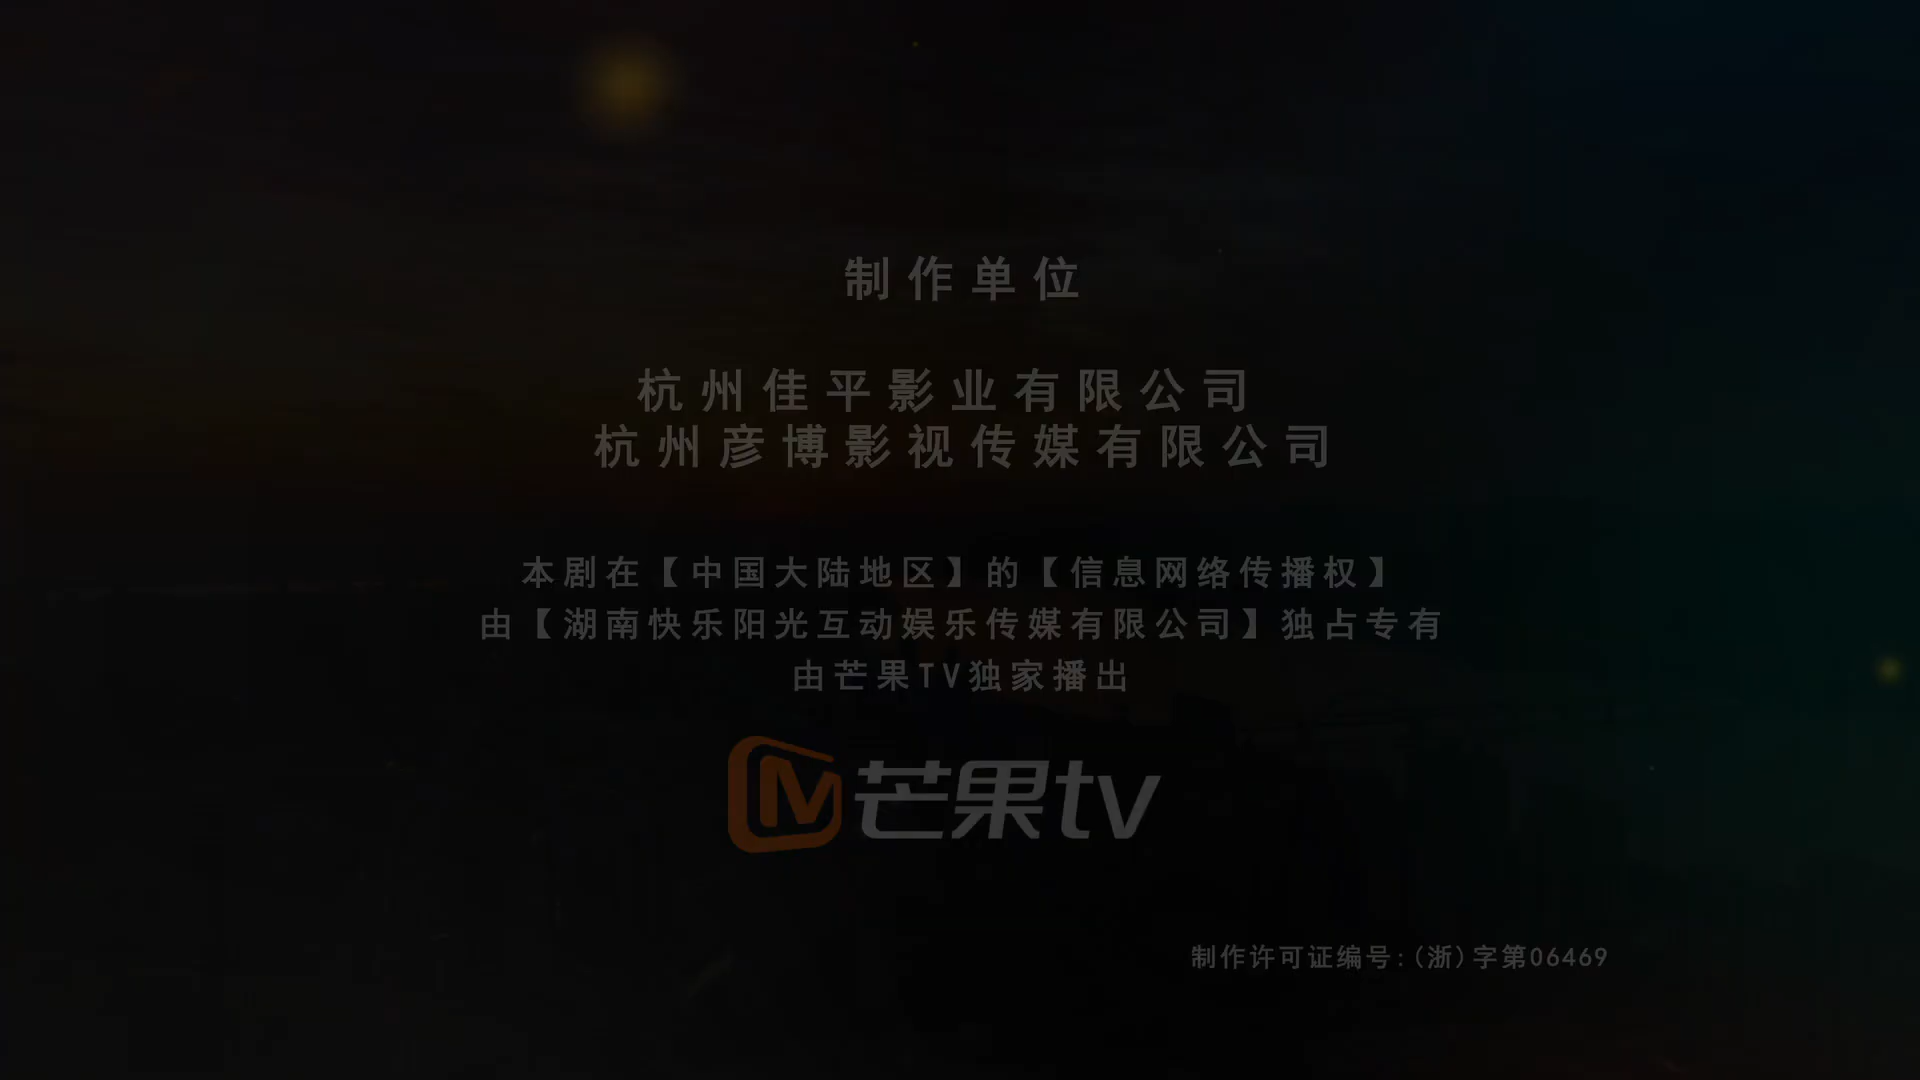 制作单位
杭州佳平影业有限公司
杭州彦博影视传媒有限公司
本剧在【中国大陆地区】的【信息网络传播权】
由【湖南快乐阳光互动娱乐传媒有限公司】独占专有
由芒果TV独家播出
芒果tv
制作许可证编号:(浙)字第06469